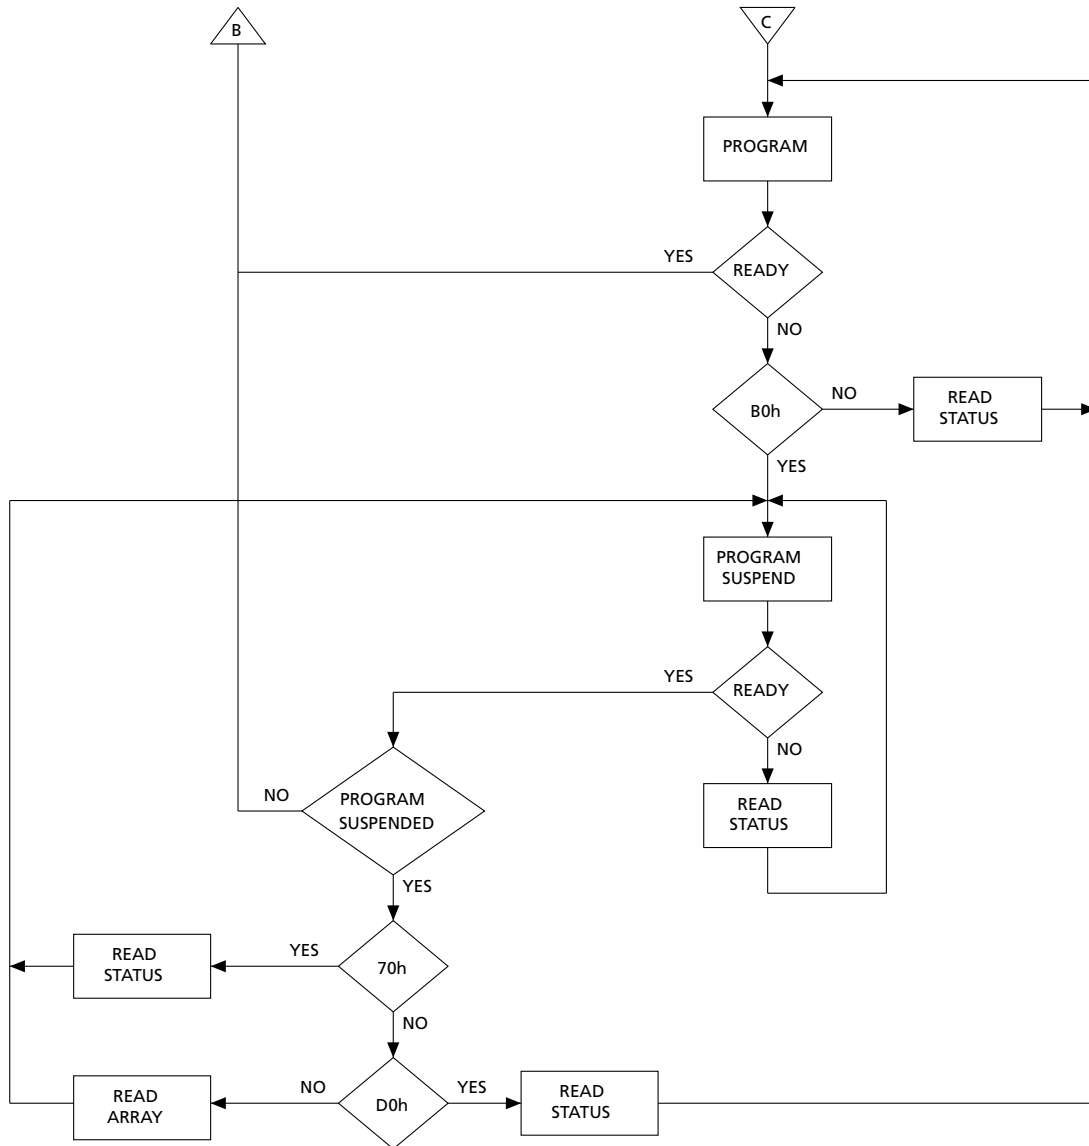 B
C
PROGRAM
YES
READY
NO
B0h
NO
READ
STATUS
YES
PROGRAM
SUSPEND
YES
READY
NO
NO
PROGRAM
SUSPENDED
READ
STATUS
YES
READ
STATUS
YES
70h
NO
READ
ARRAY
NO
D0h
YES
READ
STATUS